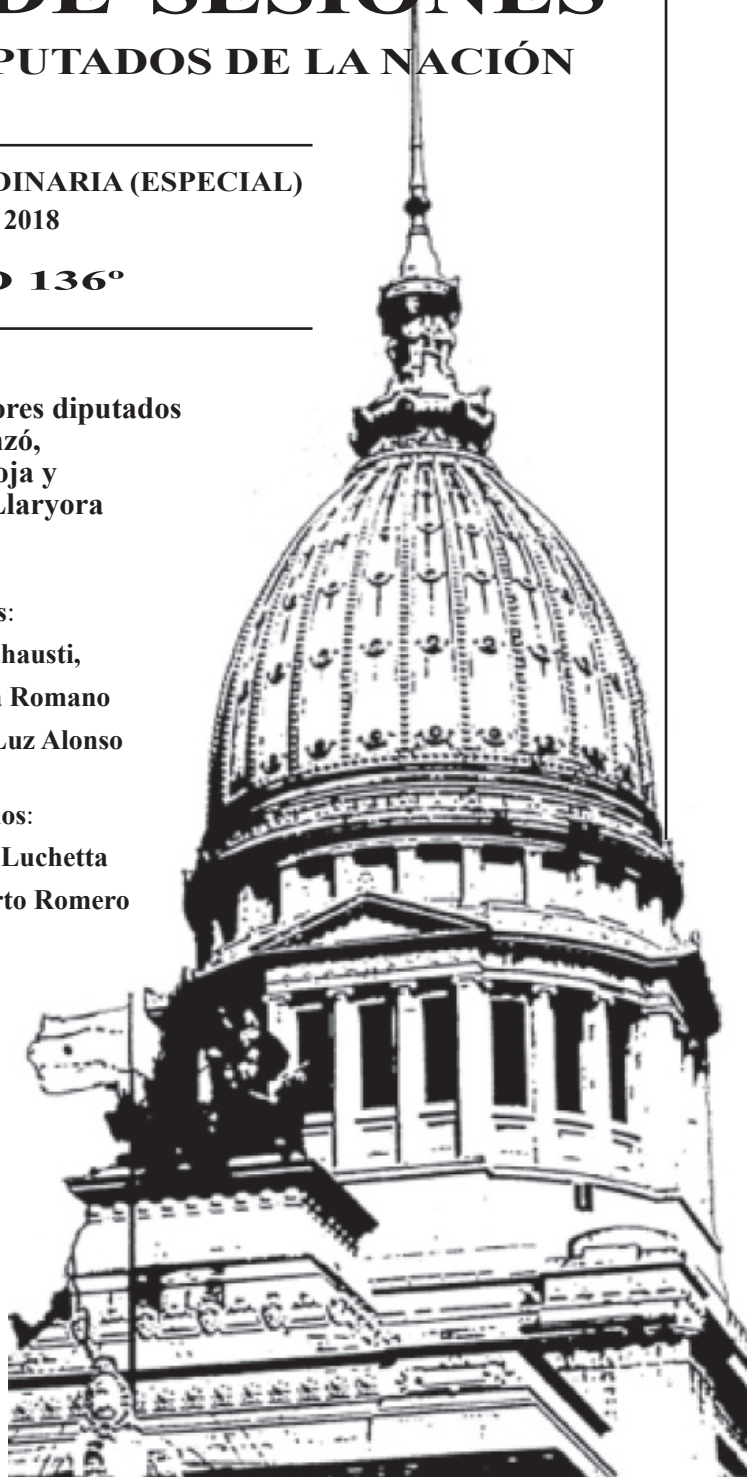 DE SESIONES
PUTADOS DE LA NACIÓN
DINARIA (ESPECIAL)
2018
O 136º
ores diputados
nzó,
oja y
Llaryora
s:
hausti,
Romano
Luz Alonso
os:
Luchetta
rto Romero